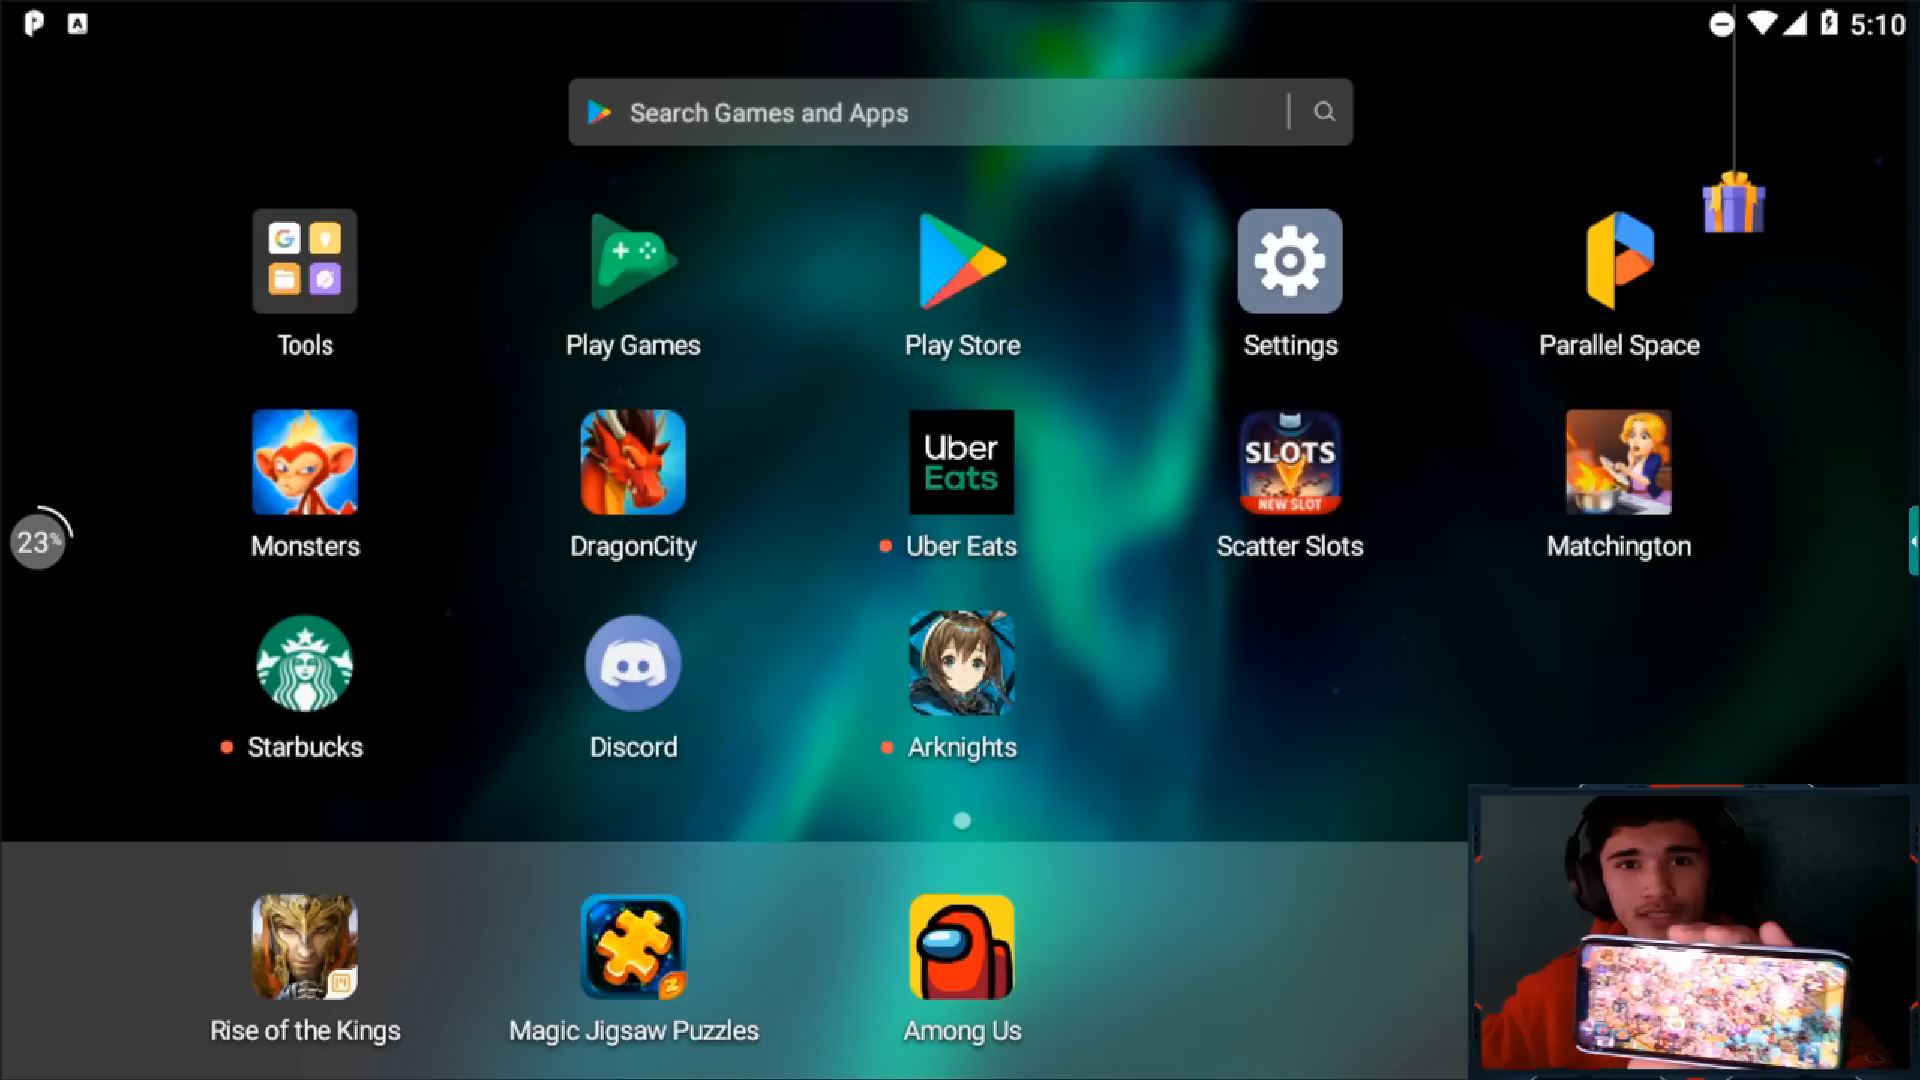 5:10
Search Games and Apps
Tools
Play Games
Play Store
Settings
Parallel Space
Uber
Eats
SLOTS
NEW SLOT
Monsters
DragonCity
Uber Eats
Scatter Slots
Matchington
23%
Starbucks
Discord
Arknights
Rise of the Kings
Magic Jigsaw Puzzles
Among Us